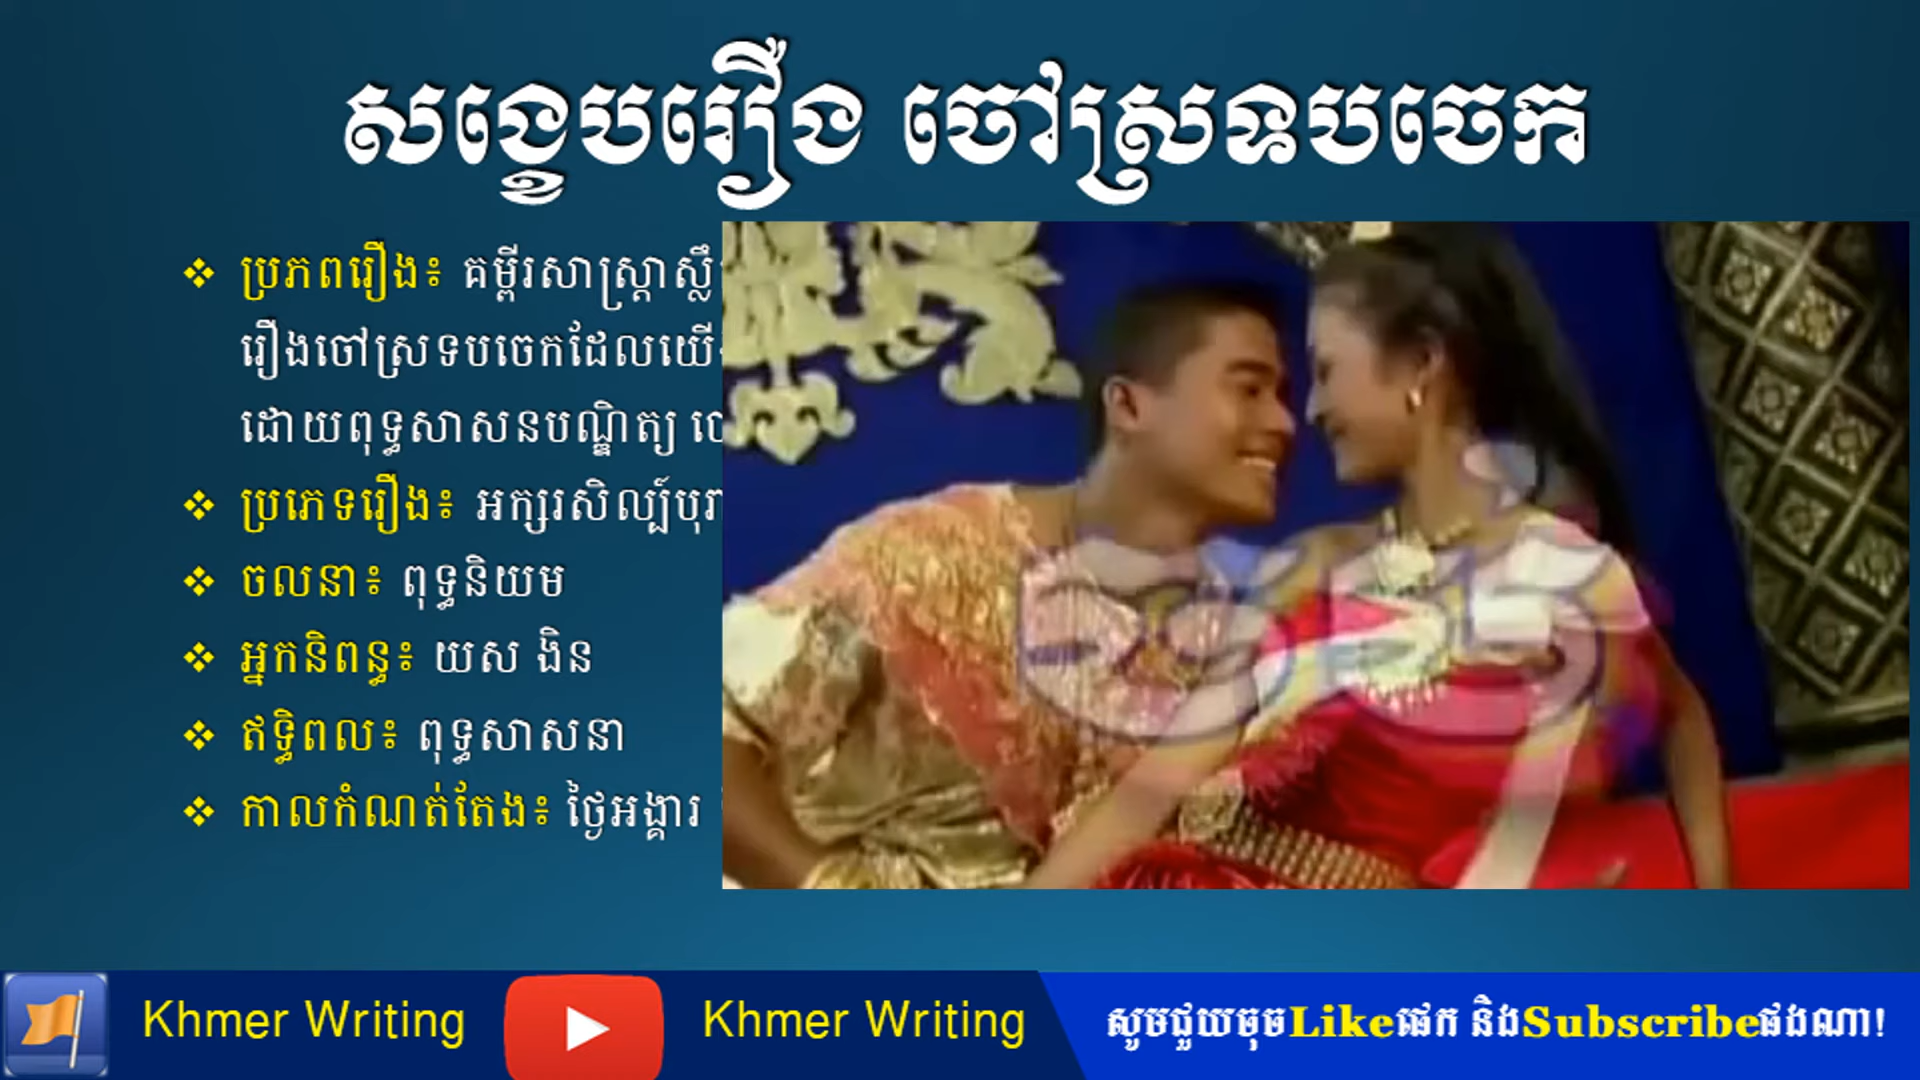 សង្ខេបរឿង ចៅស្រទបចេក
❖ ប្រភពរឿង៖ គម្ពីរសាស្ត្រាស្លឹ
រឿងចៅស្រទបចេកដែលយើ
ដោយពុទ្ធសាសនបណ្ឌិត្យ
❖ ប្រភេទរឿង៖ អក្សរសិល្ប៍បុរា
❖ ចលនា៖ ពុទ្ធនិយម
❖ អ្នកនិពន្ធ៖ យស ងិន
❖ ឥទ្ធិពល៖ ពុទ្ធសាសនា
❖ កាលកំណត់តែង៖ ថ្ងៃអង្គារ
Khmer Writing Khmer Writing សូមជួយចុចLikeផេក និងSubscribeផងណា!